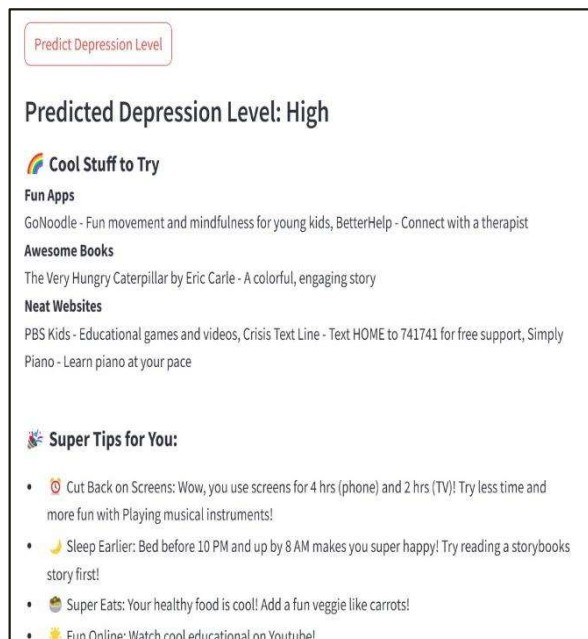 Predict Depression Level
Predicted Depression Level: High
🌈 Cool Stuff to Try
Fun Apps
GoNoodle - Fun movement and mindfulness for young kids, BetterHelp - Connect with a therapist
Awesome Books
The Very Hungry Caterpillar by Eric Carle - A colorful, engaging story
Neat Websites
PBS Kids - Educational games and videos, Crisis Text Line - Text HOME to 741741 for free support, Simply
Piano - Learn piano at your pace
🎉 Super Tips for You:
• ⏰ Cut Back on Screens: Wow, you use screens for 4 hrs (phone) and 2 hrs (TV)! Try less time and
more fun with Playing musical instruments!
• 🌙 Sleep Earlier: Bed before 10 PM and up by 8 AM makes you super happy! Try reading a storybooks
story first!
• 🥗 Super Eats: Your healthy food is cool! Add a fun veggie like carrots!
• 🌟 Fun Online: Watch cool educational on Youtube!